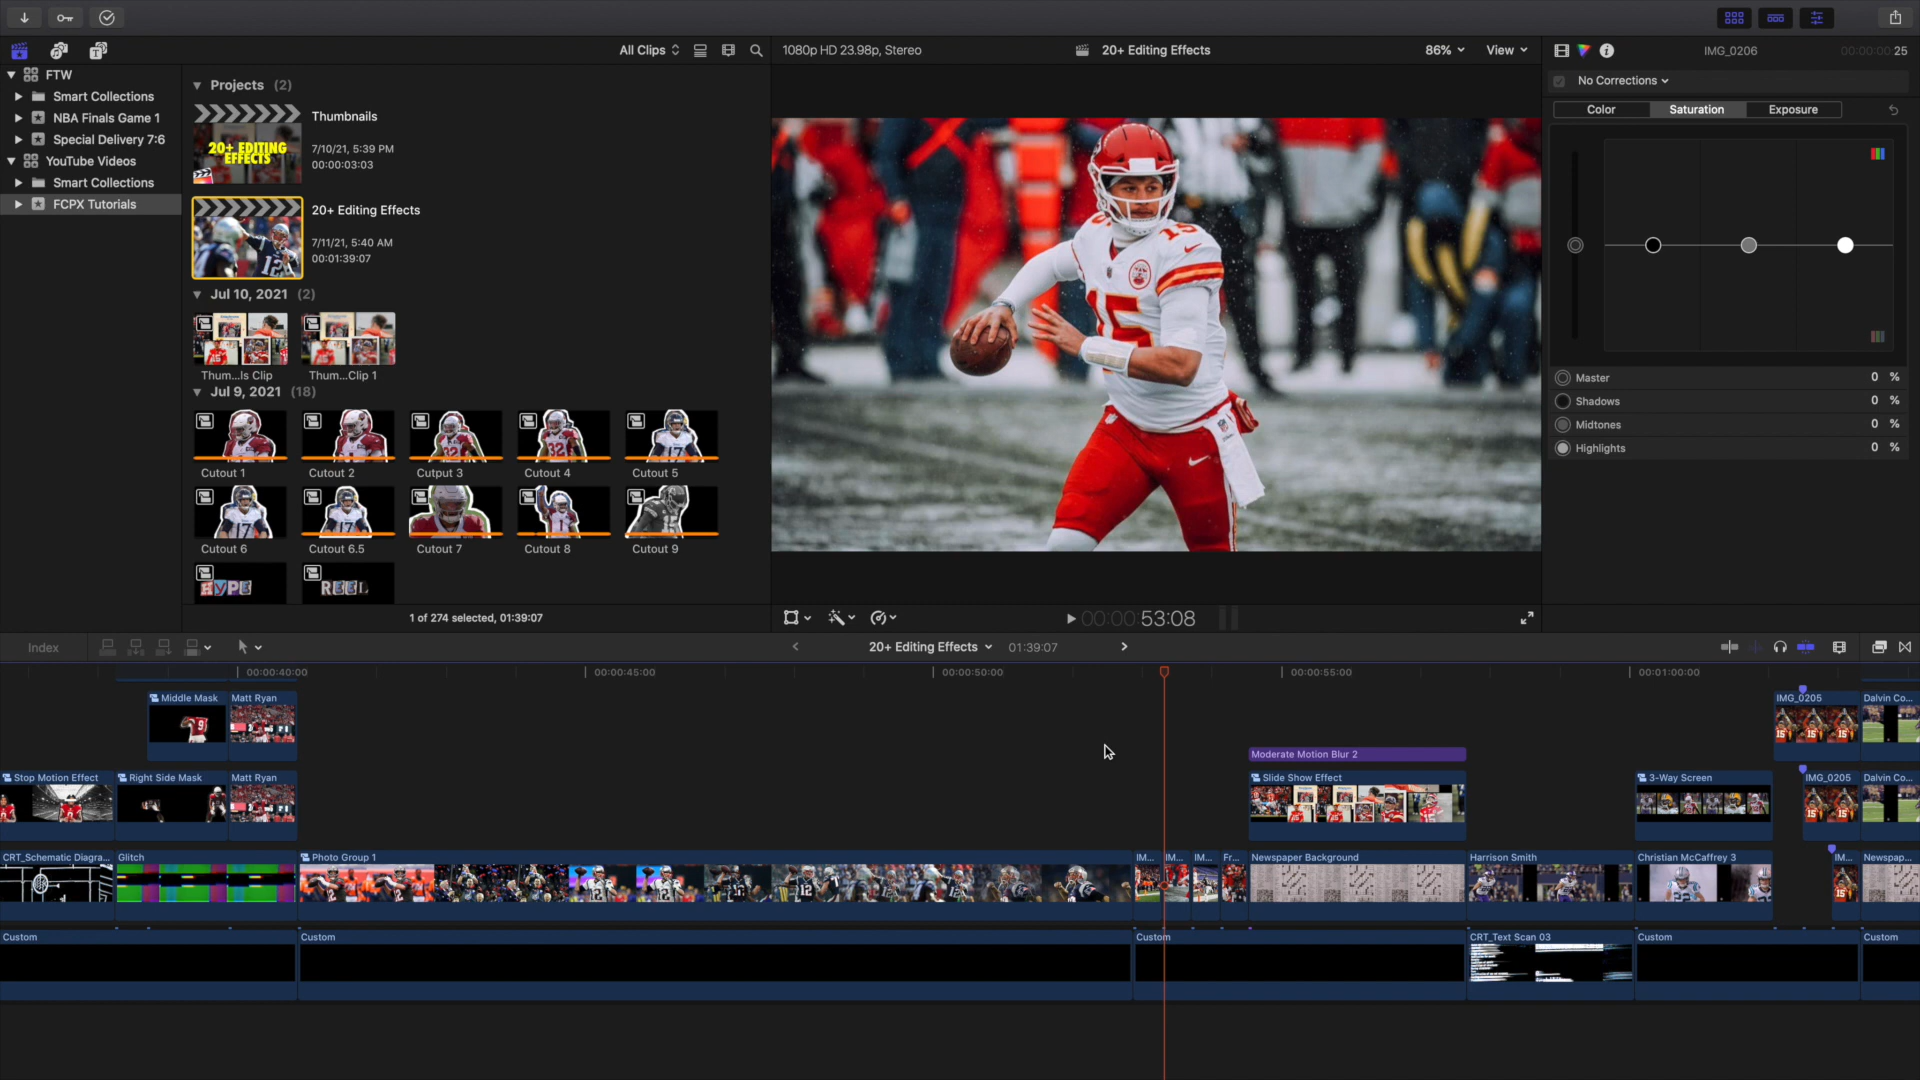 All Clips
1080p HD 23.98p, Stereo
20+ Editing Effects
86%
View
IMG_0206
00:00:00:00 25
FTW
Smart Collections
NBA Finals Game 1
Special Delivery 7:6
YouTube Videos
Smart Collections
FCPX Tutorials
Projects (2)
20+ EDITING
EFFECTS
Thumbnails
7/10/21, 5:39 PM
00:00:03:03
20+ Editing Effects
7/11/21, 5:40 AM
00:01:39:07
Jul 10, 2021 (2)
Thum...ls Clip
Thum...Clip 1
Jul 9, 2021 (18)
Cutout 1
Cutout 2
Cutput 3
Cutout 4
Cutout 5
Cutout 6
Cutout 6.5
Cutout 7
Cutout 8
Cutout 9
HYPE
REEL
1 of 274 selected, 01:39:07
15
15
No Corrections
Color
Saturation
Exposure
Master 0 %
Shadows 0 %
Midtones 0 %
Highlights 0 %
00:00:53:08
Index
20+ Editing Effects
01:39:07
00:00:40:00
00:00:45:00
00:00:50:00
00:00:55:00
00:01:00:00
Middle Mask
Matt Ryan
IMG_0205
Dalvin Co...
Moderate Motion Blur 2
Stop Motion Effect
Right Side Mask
Matt Ryan
Slide Show Effect
3-Way Screen
IMG_0205
Dalvin Co...
CRT_Schematic Diagra...
Glitch
Photo Group 1
IM...
IM...
IM...
Fr...
Newspaper Background
Harrison Smith
Christian McCaffrey 3
IM...
Newspap...
Custom
Custom
Custom
CRT_Text Scan 03
Custom
Custom